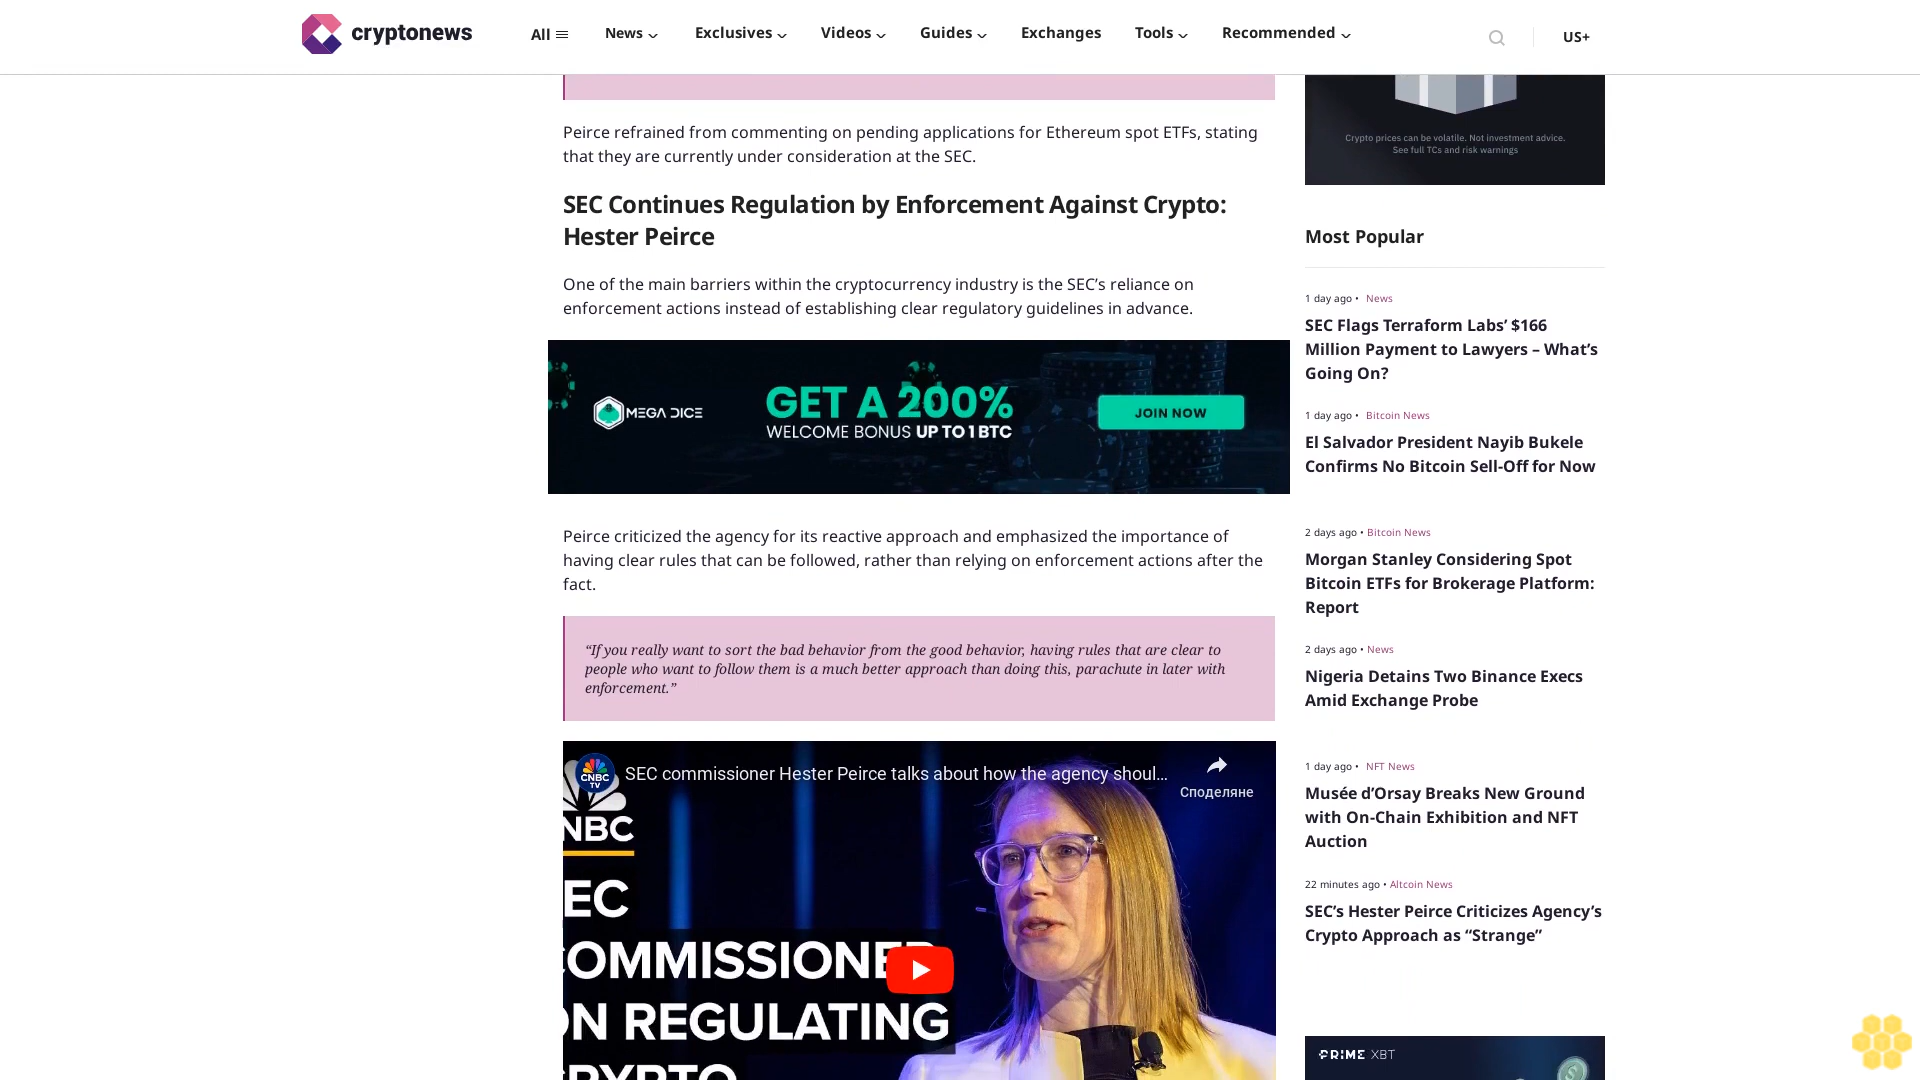 cryptonews
All
News
Exclusives
Videos
Guides
Exchanges
Tools
Recommended
US+
Peirce refrained from commenting on pending applications for Ethereum spot ETFs, stating
that they are currently under consideration at the SEC.
SEC Continues Regulation by Enforcement Against Crypto:
Hester Peirce
One of the main barriers within the cryptocurrency industry is the SEC’s reliance on
enforcement actions instead of establishing clear regulatory guidelines in advance.
MEGA DICE
GET A 200%
WELCOME BONUS UP TO 1 BTC
JOIN NOW
Peirce criticized the agency for its reactive approach and emphasized the importance of
having clear rules that can be followed, rather than relying on enforcement actions after the
fact.
“If you really want to sort the bad behavior from the good behavior, having rules that are clear to
people who want to follow them is a much better approach than doing this, parachute in later with
enforcement.”
CNBC
TV
SEC commissioner Hester Peirce talks about how the agency shoul...
Споделяне
NBC
EC
COMMISSIONER
ON REGULATING
CRYPTO
Crypto prices can be volatile. Not investment advice.
See full TCs and risk warnings
Most Popular
1 day ago • News
SEC Flags Terraform Labs’ $166
Million Payment to Lawyers – What’s
Going On?
1 day ago • Bitcoin News
El Salvador President Nayib Bukele
Confirms No Bitcoin Sell-Off for Now
2 days ago • Bitcoin News
Morgan Stanley Considering Spot
Bitcoin ETFs for Brokerage Platform:
Report
2 days ago • News
Nigeria Detains Two Binance Execs
Amid Exchange Probe
1 day ago • NFT News
Musée d’Orsay Breaks New Ground
with On-Chain Exhibition and NFT
Auction
22 minutes ago • Altcoin News
SEC’s Hester Peirce Criticizes Agency’s
Crypto Approach as “Strange”
PRIME XBT